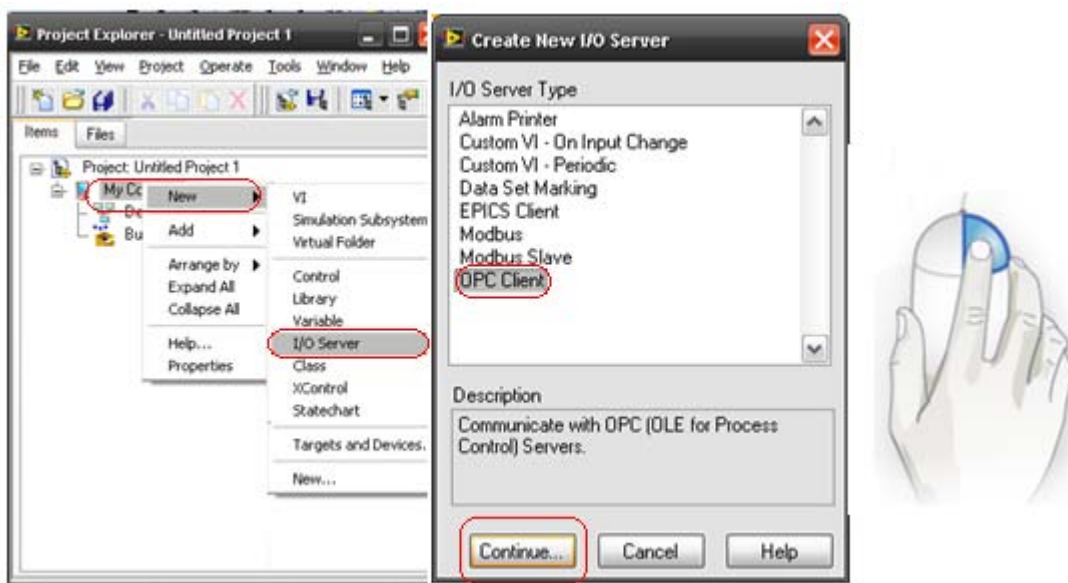 Project Explorer - Untitled Project 1
File Edit View Project Operate Tools Window Help
Items Files
Project: Untitled Project 1
My Co
De
Bu
New
Add
Arrange by
Expand All
Collapse All
Help...
Properties
VI
Simulation Subsystem
Virtual Folder
Control
Library
Variable
I/O Server
Class
XControl
Statechart
Targets and Devices.
New...
Create New I/O Server
I/O Server Type
Alarm Printer
Custom VI - On Input Change
Custom VI - Periodic
Data Set Marking
EPICS Client
Modbus
Modbus Slave
OPC Client
Description
Communicate with OPC (OLE for Process
Control) Servers.
Continue... Cancel Help